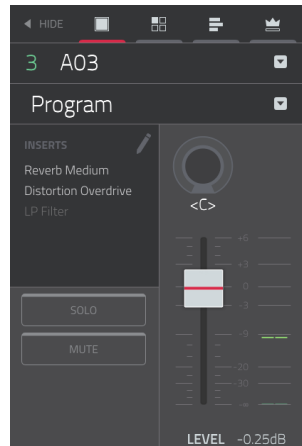 HIDE
3 A03
Program
INSERTS
Reverb Medium
Distortion Overdrive
LP Filter
<C>
+6
+3
0
-3
-9
-20
-30
-∞
SOLO
MUTE
LEVEL -0.25dB